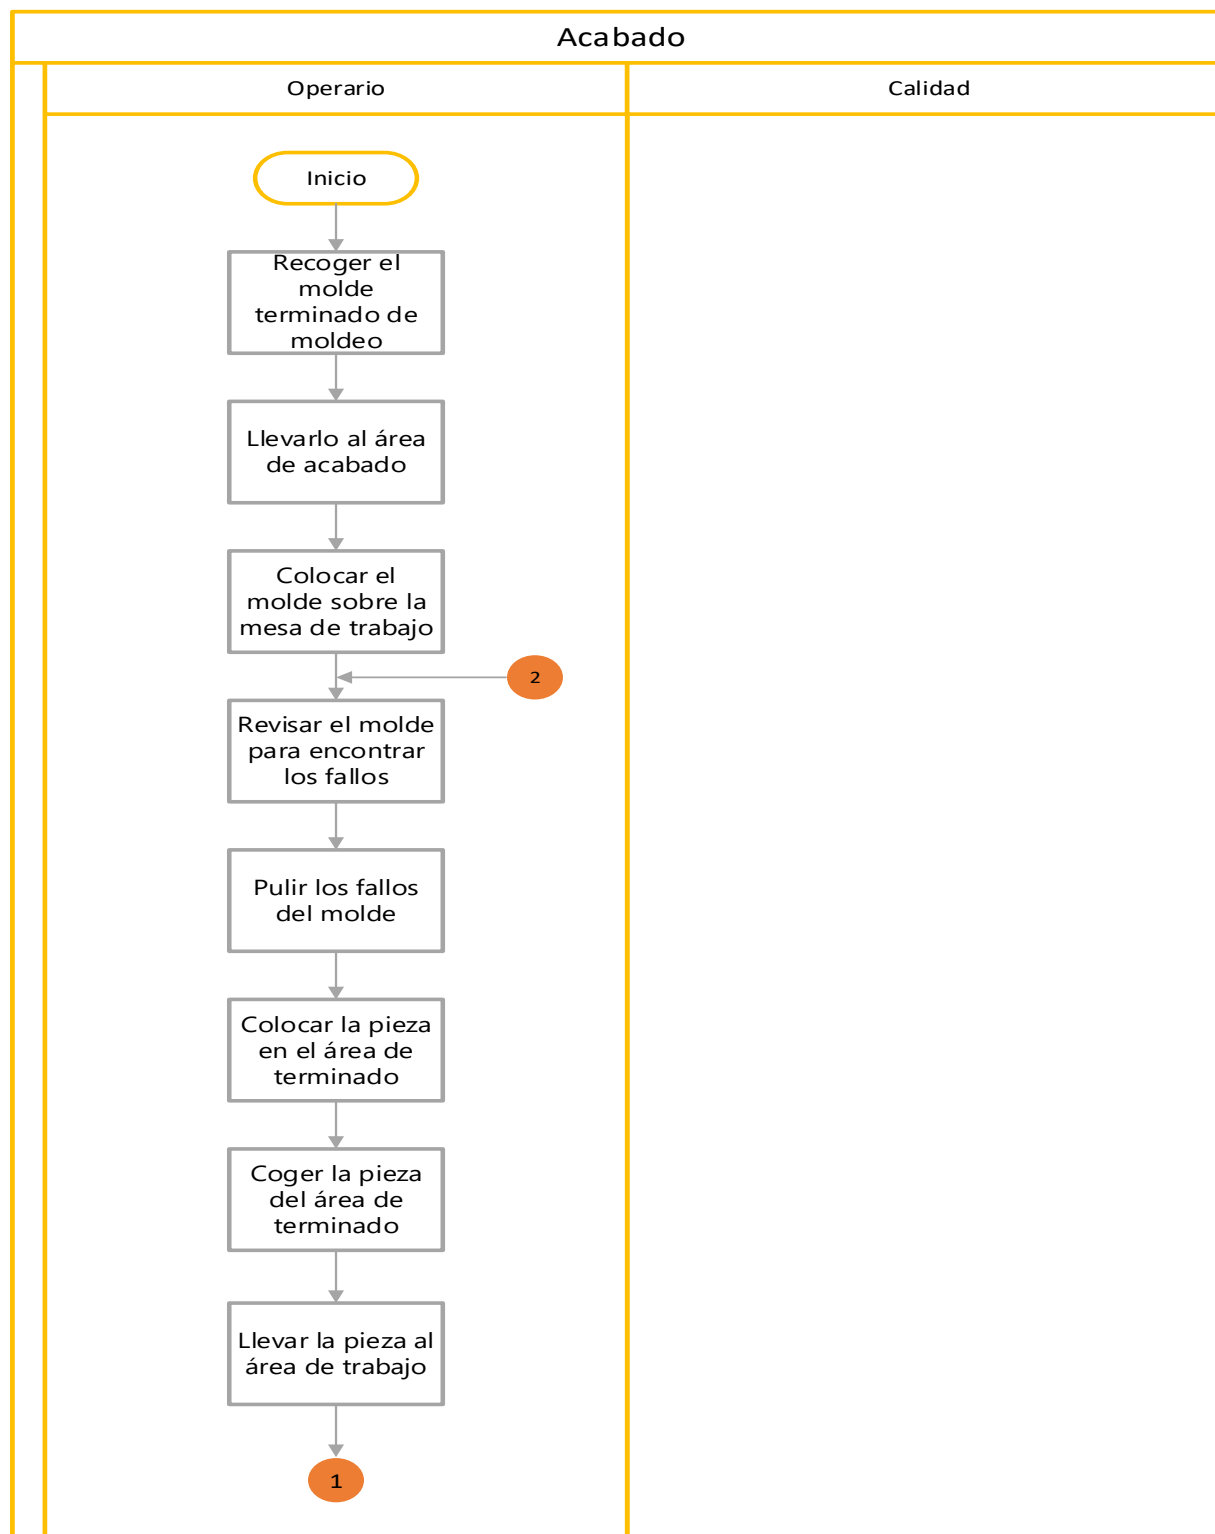 Acabado
Operario
Calidad
Inicio
Recoger el
molde
terminado de
moldeo
Llevarlo al área
de acabado
Colocar el
molde sobre la
mesa de trabajo
2
Revisar el molde
para encontrar
los fallos
Pulir los fallos
del molde
Colocar la pieza
en el área de
terminado
Coger la pieza
del área de
terminado
Llevar la pieza al
área de trabajo
1